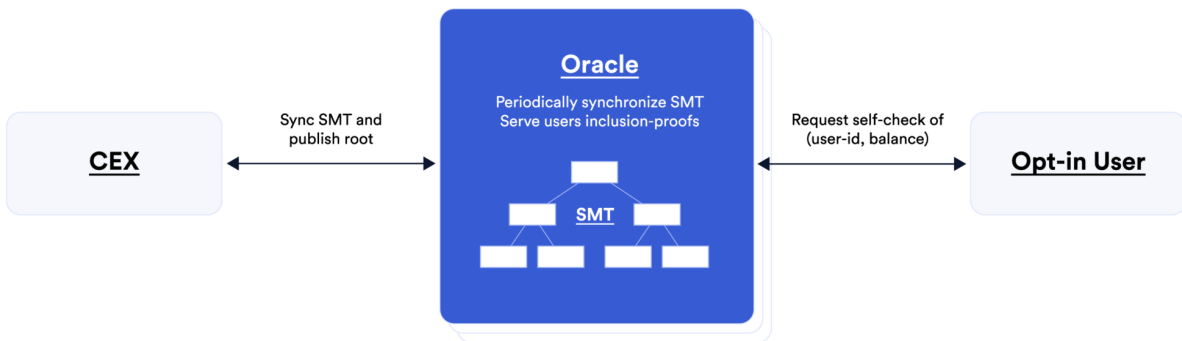 CEX
Sync SMT and
publish root
Oracle
Periodically synchronize SMT
Serve users inclusion-proofs
SMT
Request self-check of
(user-id, balance)
Opt-in User